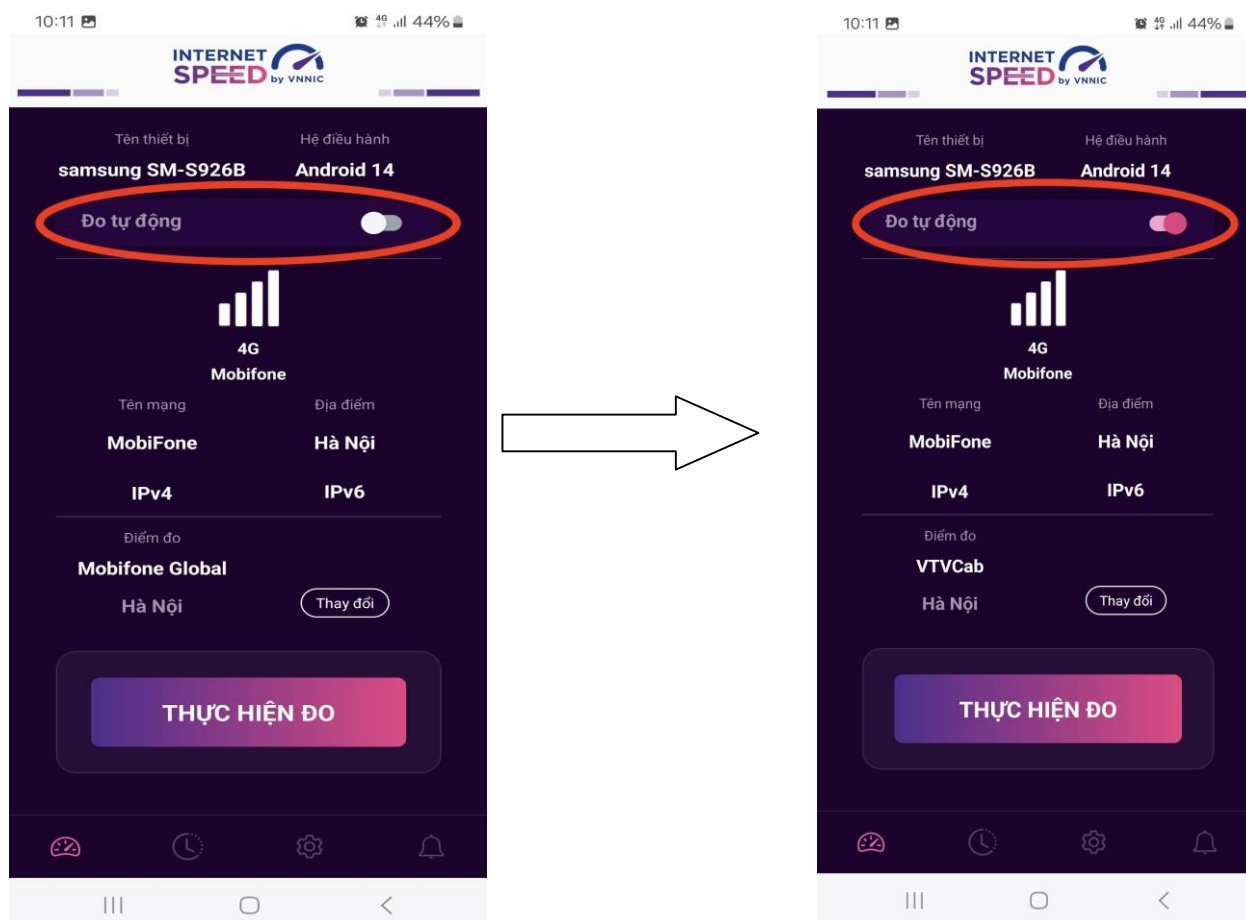 10:11 4G 44%
INTERNET
SPEED by VNNIC
Tên thiết bị Hệ điều hành
samsung SM-S926B Android 14
Đo tự động
4G
Mobifone
Tên mạng Địa điểm
MobiFone Hà Nội
IPv4 IPv6
Điểm đo
Mobifone Global
Hà Nội Thay đổi
THỰC HIỆN ĐO
10:11 4G 44%
INTERNET
SPEED by VNNIC
Tên thiết bị Hệ điều hành
samsung SM-S926B Android 14
Đo tự động
4G
Mobifone
Tên mạng Địa điểm
MobiFone Hà Nội
IPv4 IPv6
Điểm đo
VTVCab
Hà Nội Thay đổi
THỰC HIỆN ĐO